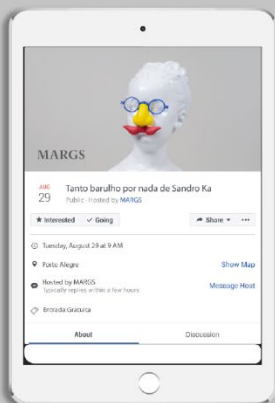 MARGS
AUG
29
Tanto barulho por nada de Sandro Ka
Public · Hosted by MARGS
★ Interested ✓ Going Share ▾ ···
Tuesday, August 29 at 9 AM
Porto Alegre Show Map
Hosted by MARGS Message Host
Typically replies within a few hours
Entrada Gratuita
About Discussion